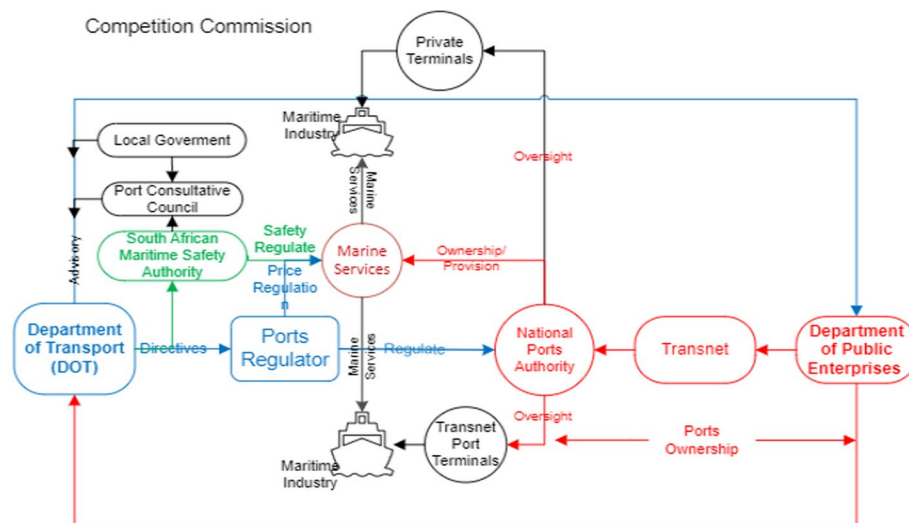 Competition Commission
Private
Terminals
Maritime
Industry
Local Goverment
Oversight
Port Consultative
Council
Marine
Services
South African
Maritime Safety
Authority
Safety
Regulate
Advisory
Marine
Services
Ownership/
Provision
Price
Regulatio
n
Department
of Transport
(DOT)
Directives
Ports
Regulator
Marine
Services
Regulate
National
Ports
Authority
Transnet
Department
of Public
Enterprises
Oversight
Transnet
Port
Terminals
Ports
Ownership
Maritime
Industry